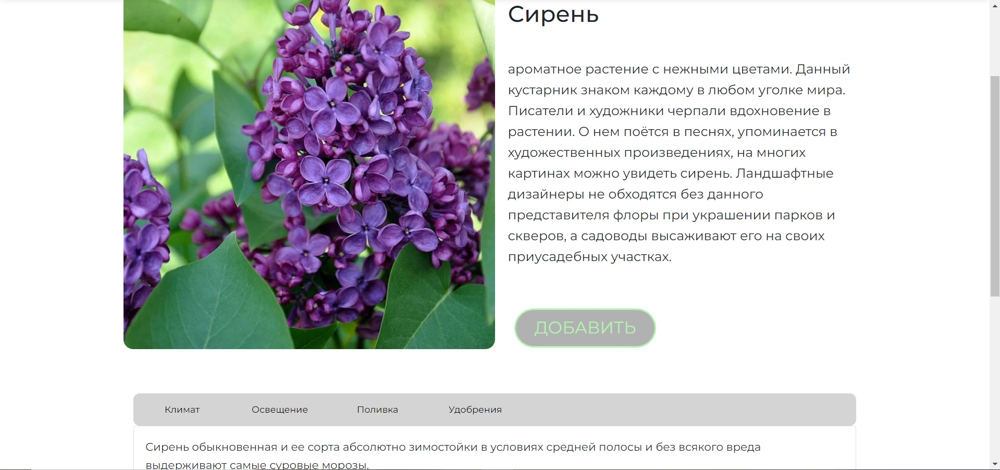 Сирень
ароматное растение с нежными цветами. Данный
кустарник знаком каждому в любом уголке мира.
Писатели и художники черпали вдохновение в
растении. О нем поётся в песнях, упоминается в
художественных произведениях, на многих
картинах можно увидеть сирень. Ландшафтные
дизайнеры не обходятся без данного
представителя флоры при украшении парков и
скверов, а садоводы высаживают его на своих
приусадебных участках.
ДОБАВИТЬ
Климат Освещение Поливка Удобрения
Сирень обыкновенная и ее сорта абсолютно зимостойки в условиях средней полосы и без всякого вреда
выдерживают самые суровые морозы.